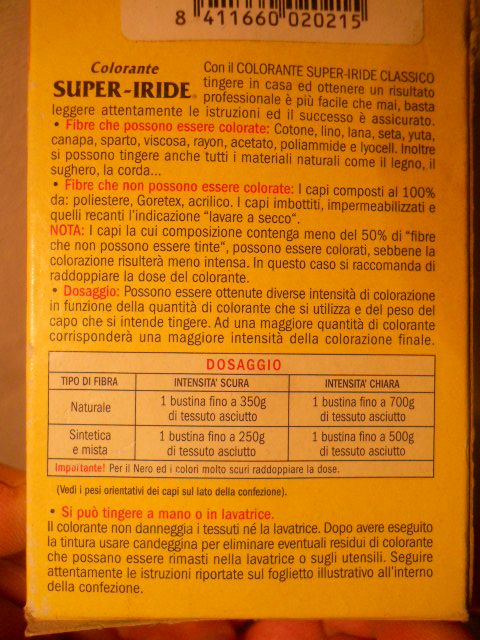 8 411660 020215
Colorante
SUPER-IRIDE
Con il COLORANTE SUPER-IRIDE CLASSICO
tingere in casa ed ottenere un risultato
professionale è più facile che mai, basta
leggere attentamente le istruzioni ed il successo è assicurato.
• Fibre che possono essere colorate: Cotone, lino, lana, seta, yuta,
canapa, sparto, viscosa, rayon, acetato, poliammide e lyocell. Inoltre
si possono tingere anche tutti i materiali naturali come il legno, il
sughero, la corda...
• Fibre che non possono essere colorate: I capi composti al 100%
da: poliestere, Goretex, acrilico. I capi imbottiti, impermeabilizzati e
quelli recanti l'indicazione "lavare a secco".
NOTA: I capi la cui composizione contenga meno del 50% di "fibre
che non possono essere tinte", possono essere colorati, sebbene la
colorazione risulterà meno intensa. In questo caso si raccomanda di
raddoppiare la dose del colorante.
• Dosaggio: Possono essere ottenute diverse intensità di colorazione
in funzione della quantità di colorante che si utilizza e del peso del
capo che si intende tingere. Ad una maggiore quantità di colorante
corrisponderà una maggiore intensità della colorazione finale.
DOSAGGIO
TIPO DI FIBRA INTENSITA' SCURA INTENSITA' CHIARA
Naturale 1 bustina fino a 350g di tessuto asciutto 1 bustina fino a 700g di tessuto asciutto
Sintetica e mista 1 bustina fino a 250g di tessuto asciutto 1 bustina fino a 500g di tessuto asciutto
Importante! Per il Nero ed i colori molto scuri raddoppiare la dose.
(Vedi i pesi orientativi dei capi sul lato della confezione).
• Si può tingere a mano o in lavatrice.
Il colorante non danneggia i tessuti né la lavatrice. Dopo avere eseguito
la tintura usare candeggina per eliminare eventuali residui di colorante
che possano essere rimasti nella lavatrice o sugli utensili. Seguire
attentamente le istruzioni riportate sul foglietto illustrativo all'interno
della confezione.